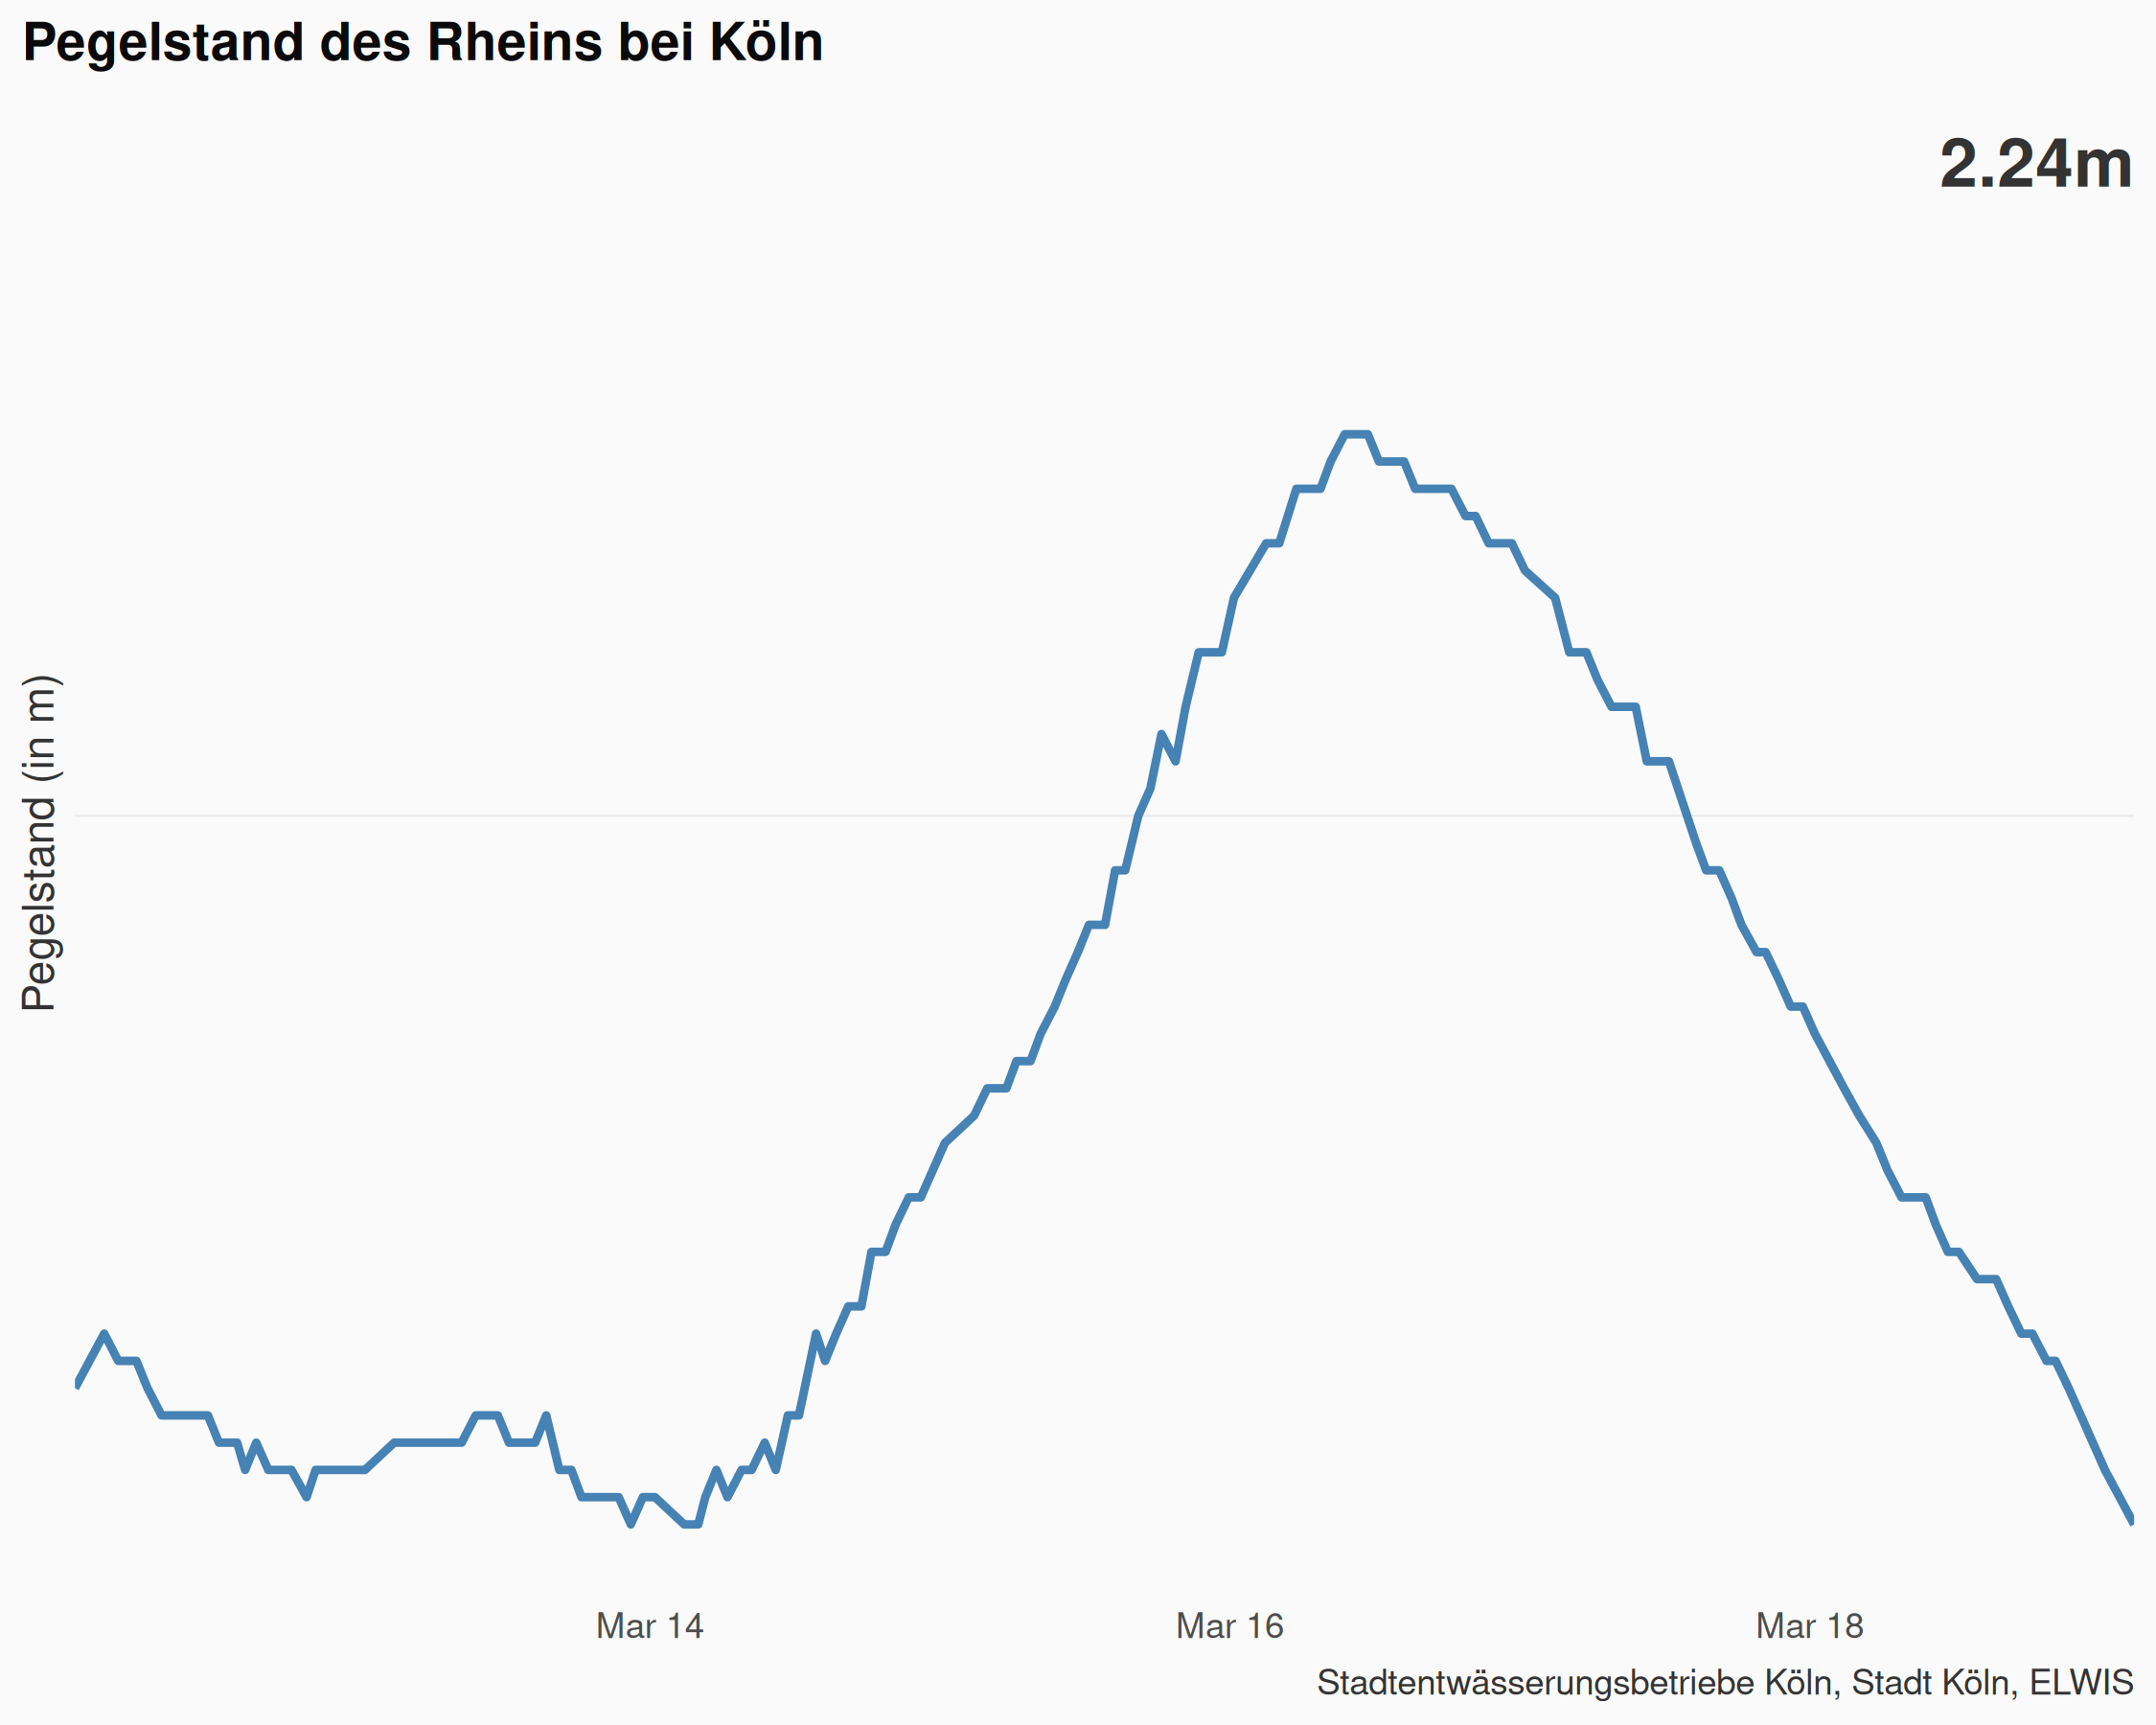 Pegelstand des Rheins bei Köln
2.24m
Pegelstand (in m)
Mar 14
Mar 16
Mar 18
Stadtentwässerungsbetriebe Köln, Stadt Köln, ELWIS